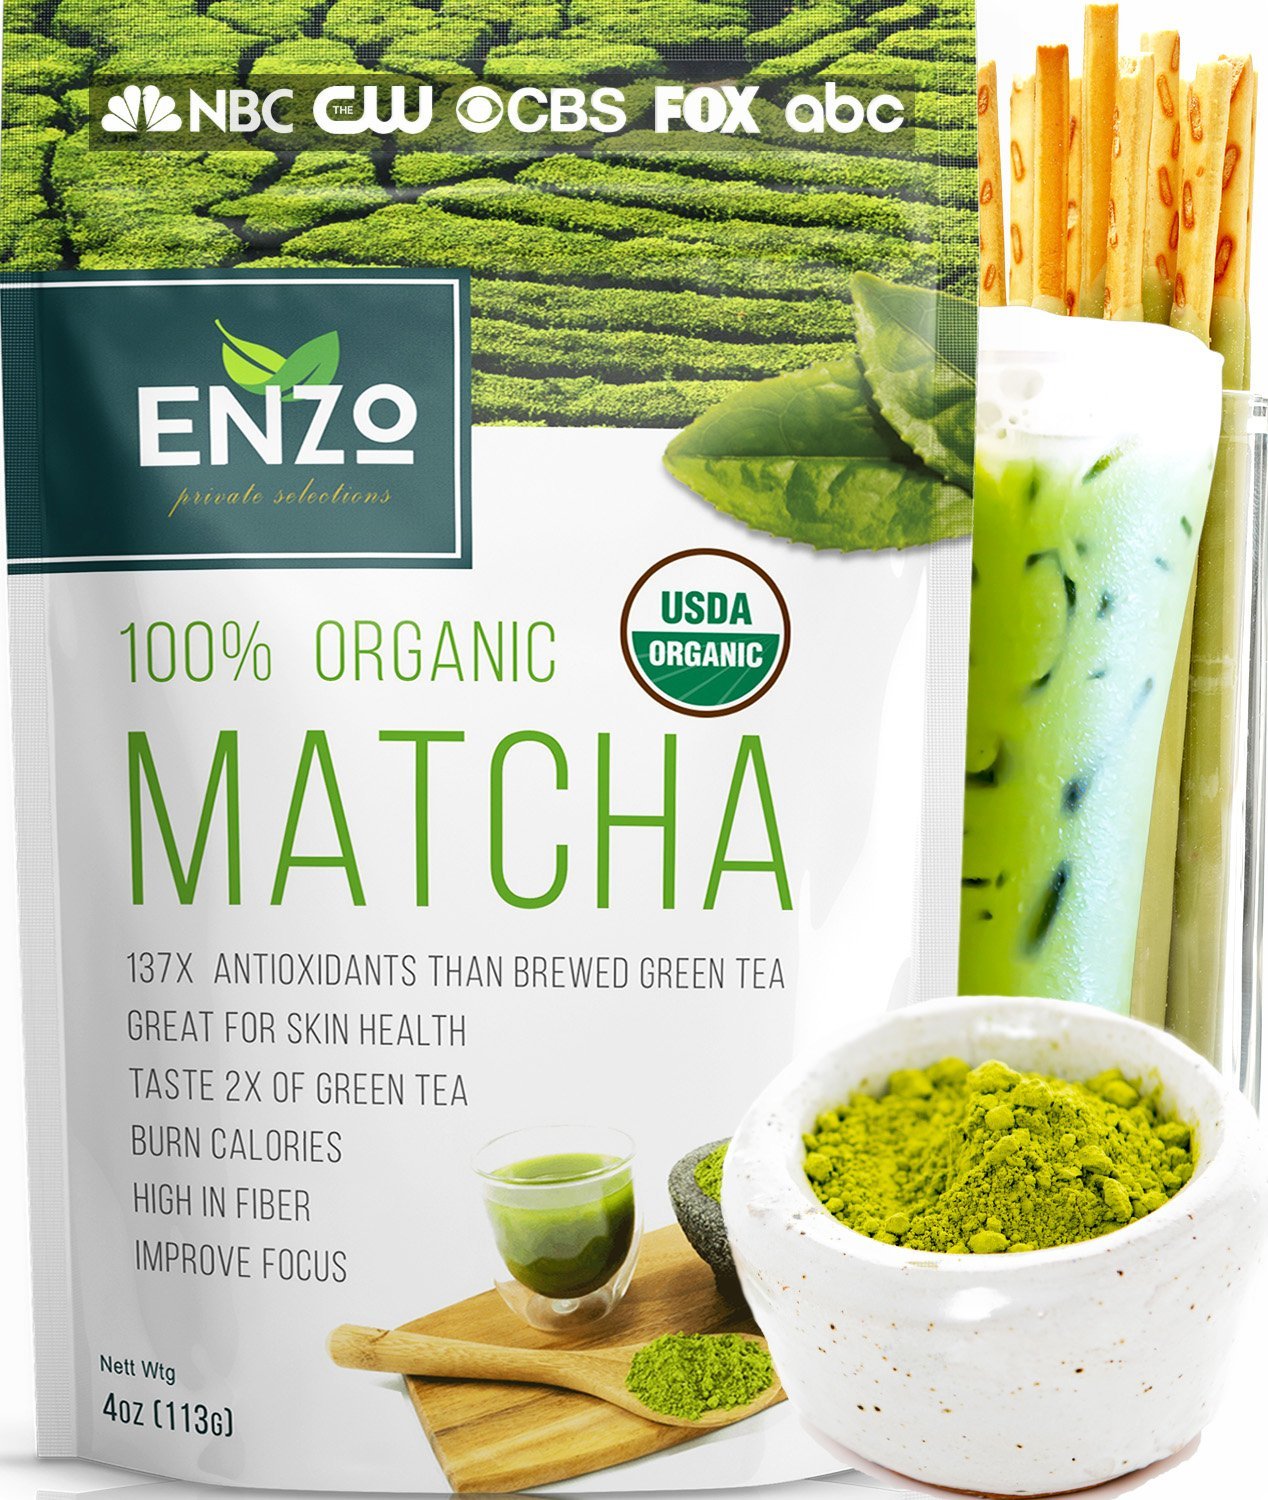 NBC THE CW CBS FOX abc
ENZO
private selections
100% ORGANIC
USDA
ORGANIC
MATCHA
137X ANTIOXIDANTS THAN BREWED GREEN TEA
GREAT FOR SKIN HEALTH
TASTE 2X OF GREEN TEA
BURN CALORIES
HIGH IN FIBER
IMPROVE FOCUS
Nett Wtg
4OZ (113G)